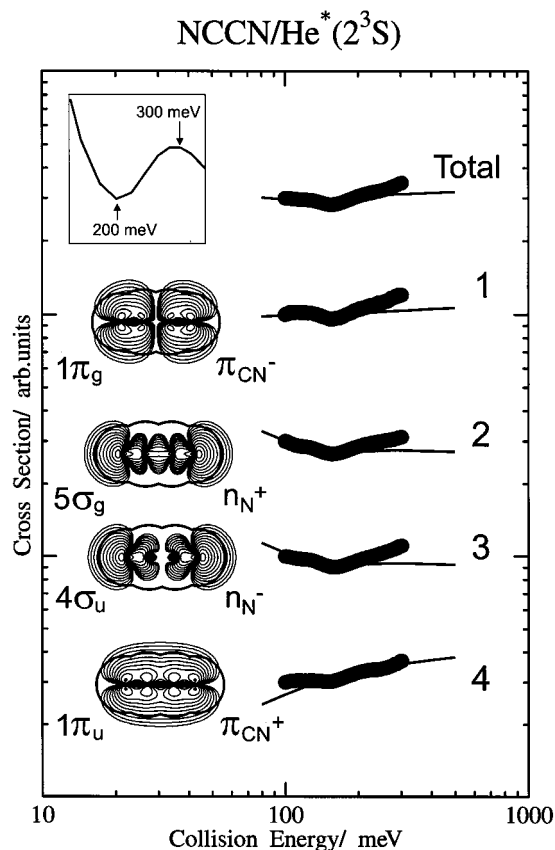 NCCN/He*(2³S)
300 meV
200 meV
Total
1
1πg πCN⁻
2
5σg nN⁺
3
4σu nN⁻
4
1πu πCN⁺
10 100 1000
Collision Energy/ meV
Cross Section/ arb.units